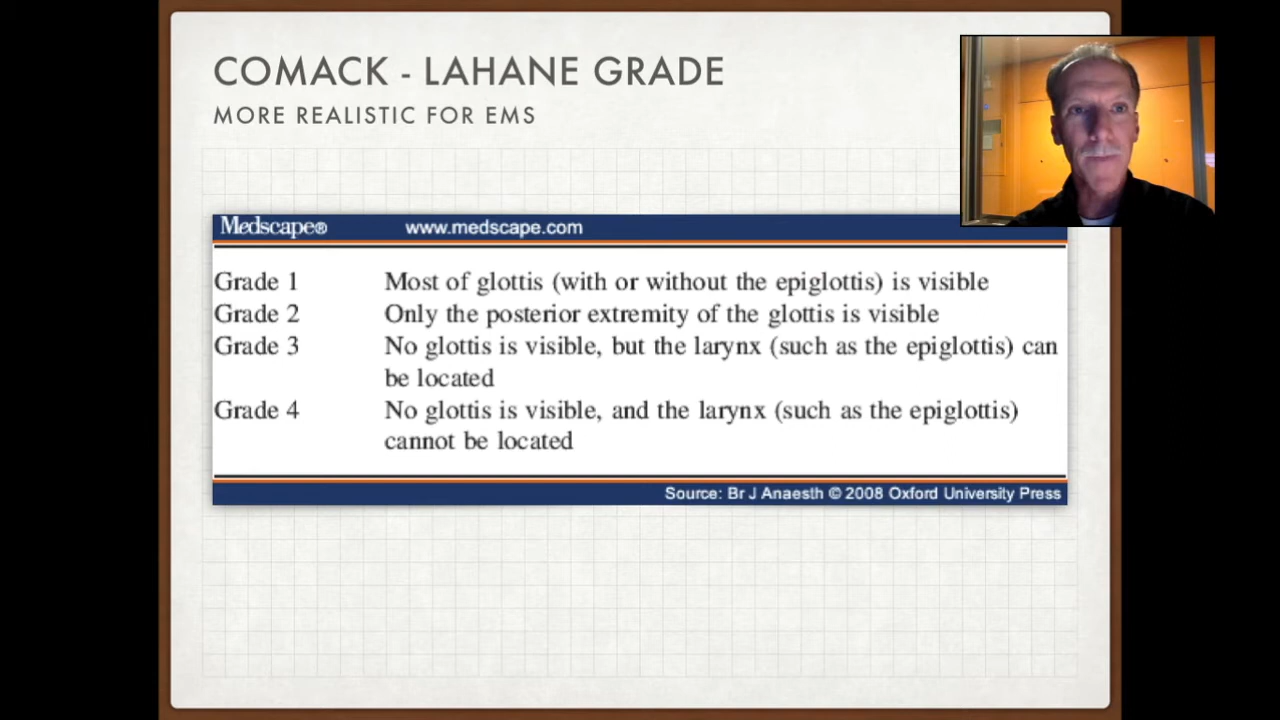 COMACK - LAHANE GRADE
MORE REALISTIC FOR EMS
Medscape® www.medscape.com
Grade 1 Most of glottis (with or without the epiglottis) is visible
Grade 2 Only the posterior extremity of the glottis is visible
Grade 3 No glottis is visible, but the larynx (such as the epiglottis) can
be located
Grade 4 No glottis is visible, and the larynx (such as the epiglottis)
cannot be located
Source: Br J Anaesth © 2008 Oxford University Press